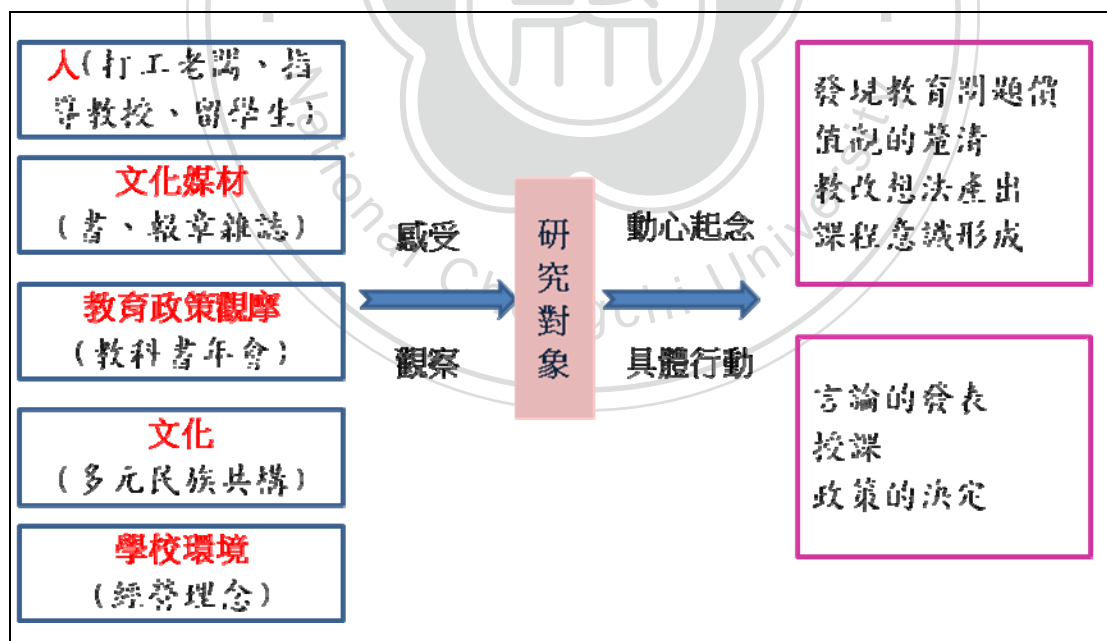 人(打工老闆、指
導教授、留學生)
文化媒材
(書、報章雜誌)
教育政策觀摩
(教科書年會)
文化
(多元民族共構)
學校環境
(經營理念)
感受
觀察
研
究
對
象
動心起念
具體行動
發現教育問題價
值觀的釐清
教改想法產出
課程意識形成
言論的發表
授課
政策的決定
National Chengchi University